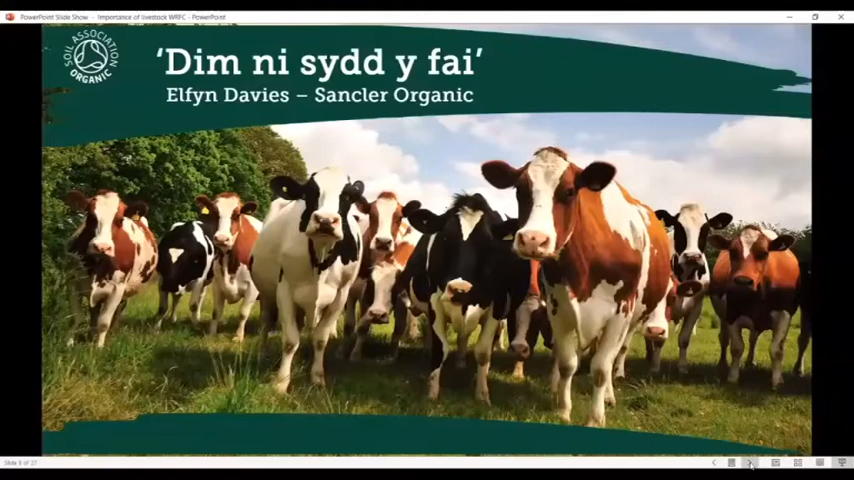 PowerPoint Slide Show - Importance of livestock WRFC - PowerPoint
SOIL ASSOCIATION
ORGANIC
‘Dim ni sydd y fai’
Elfyn Davies – Sancler Organic